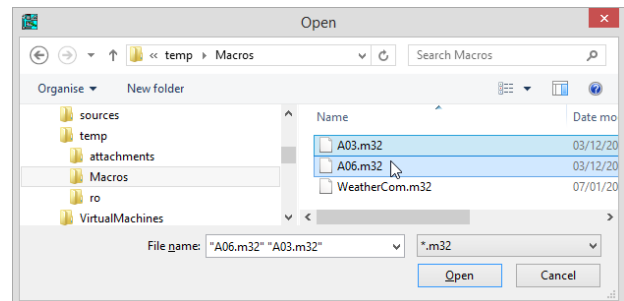 Open
« temp Macros
Search Macros
Organise New folder
sources
temp
attachments
Macros
ro
VirtualMachines
Name Date mo
A03.m32 03/12/20
A06.m32 03/12/20
WeatherCom.m32 07/01/20
File name: "A06.m32" "A03.m32" *.m32
Open Cancel